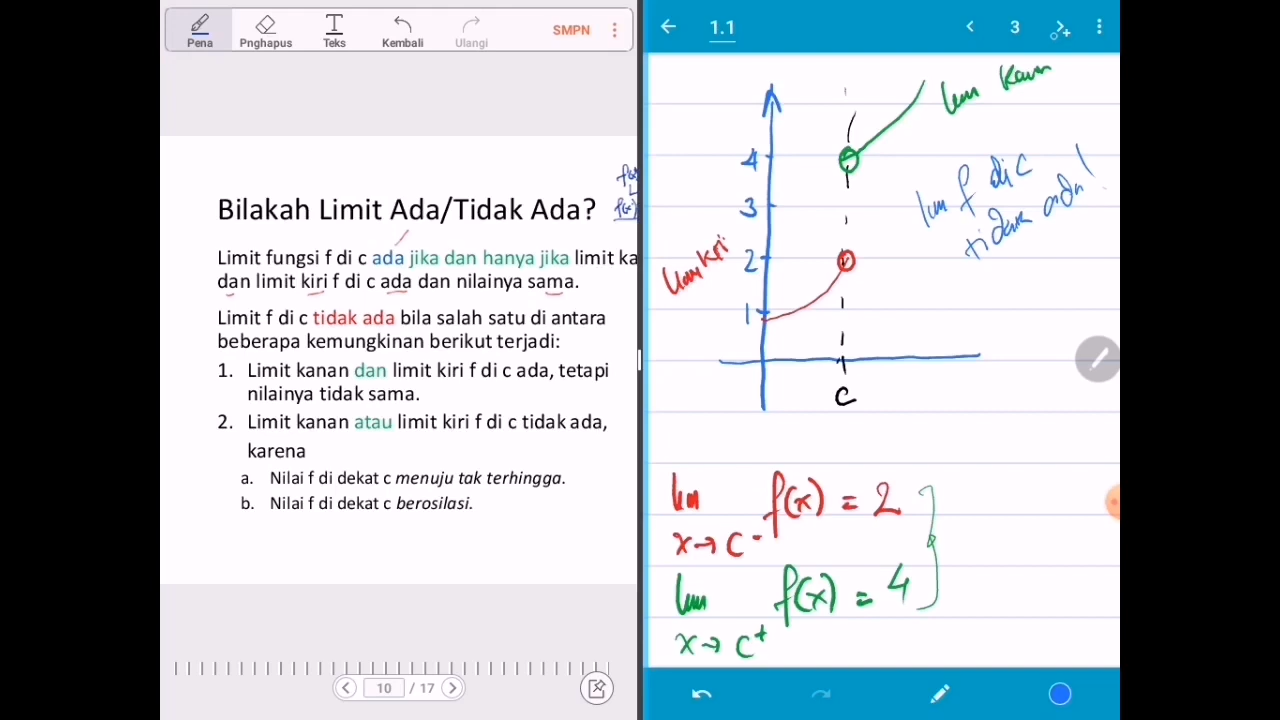 Pena
Pnghapus
Teks
Kembali
Ulangi
SMPN
Bilakah Limit Ada/Tidak Ada?
Limit fungsi f di c ada jika dan hanya jika limit ka
dan limit kiri f di c ada dan nilainya sama.
Limit f di c tidak ada bila salah satu di antara
beberapa kemungkinan berikut terjadi:
1. Limit kanan dan limit kiri f di c ada, tetapi
nilainya tidak sama.
2. Limit kanan atau limit kiri f di c tidak ada,
karena
a. Nilai f di dekat c menuju tak terhingga.
b. Nilai f di dekat c berosilasi.
10 / 17
1.1
3
lim kanan
4
3
2
1
lim kiri
c
lim f di c
tidak ada!
lim f(x) = 2
x → c-
lim f(x) = 4
x → c+